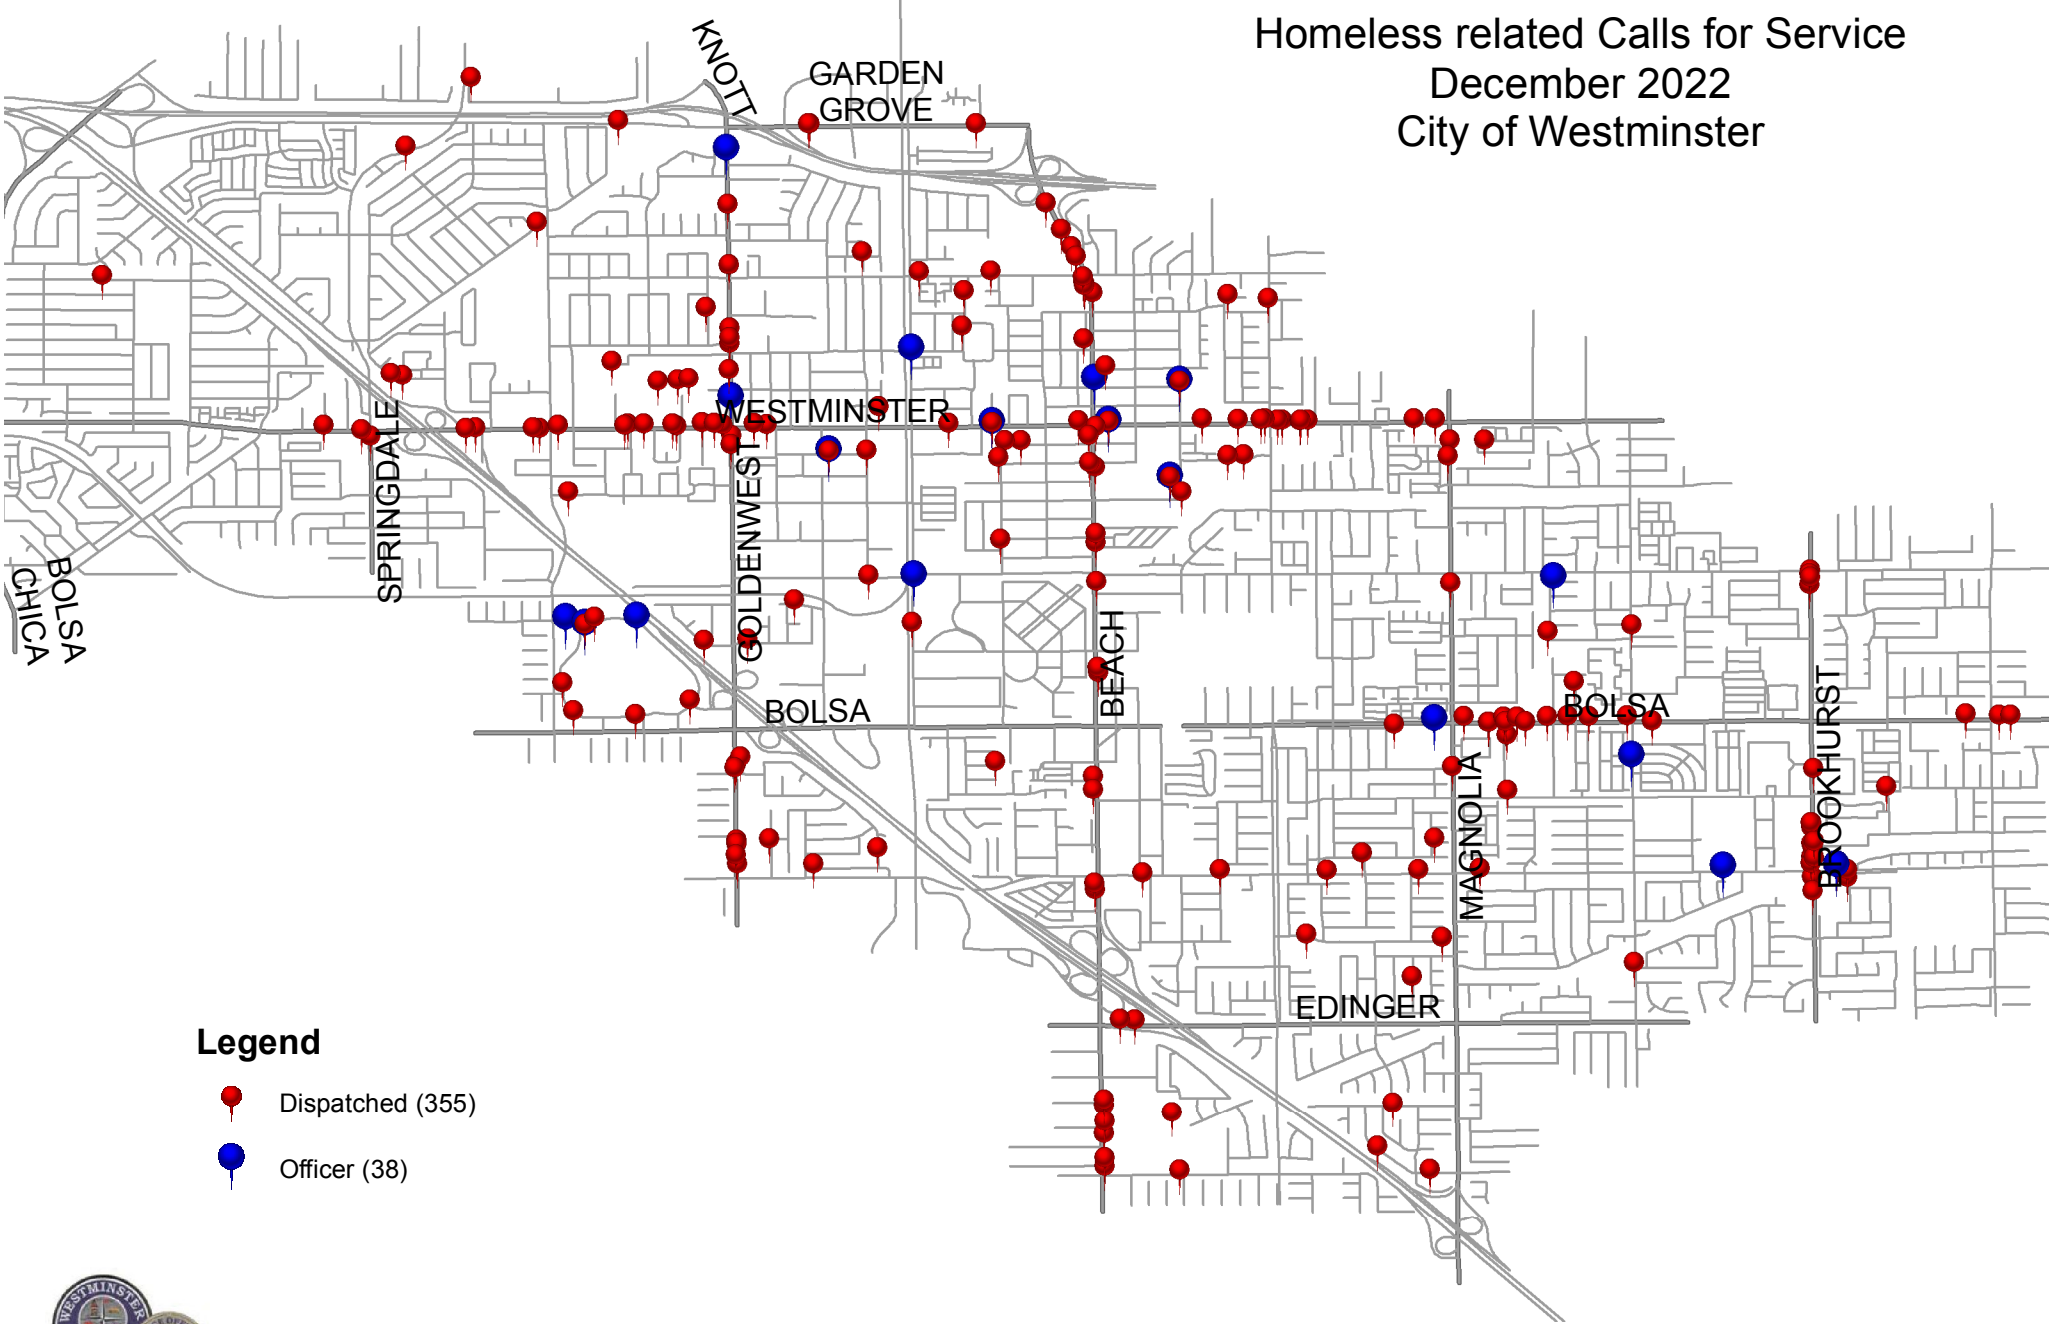 Homeless related Calls for Service
December 2022
City of Westminster
KNOTT
GARDEN
GROVE
WESTMINSTER
SPRINGDALE
GOLDENWEST
BOLSA
CHICA
BEACH
BOLSA
BOLSA
MAGNOLIA
BROOKHURST
EDINGER
Legend
Dispatched (355)
Officer (38)
WESTMINSTER